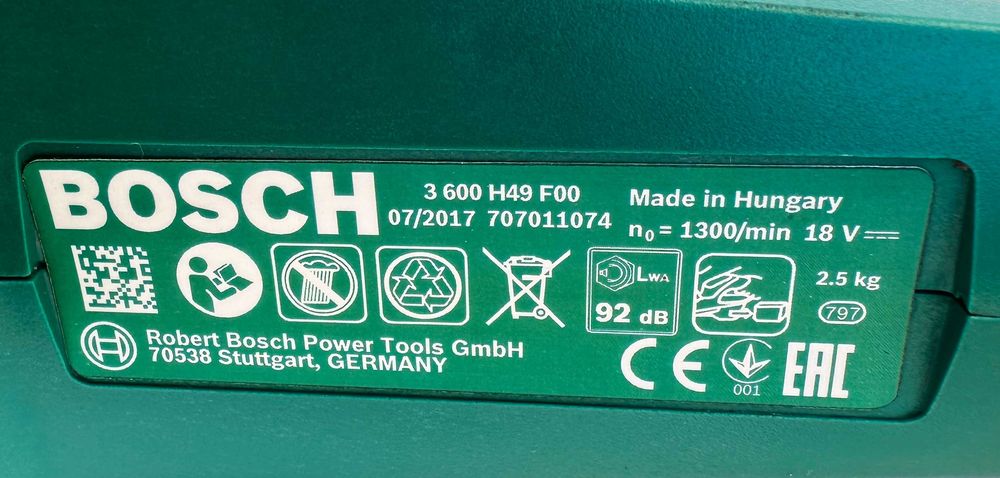 BOSCH
3 600 H49 F00
07/2017 707011074
Made in Hungary
n₀ = 1300/min 18 V
LWA
92 dB
2.5 kg
797
Robert Bosch Power Tools GmbH
70538 Stuttgart, GERMANY
CE
001
EAC